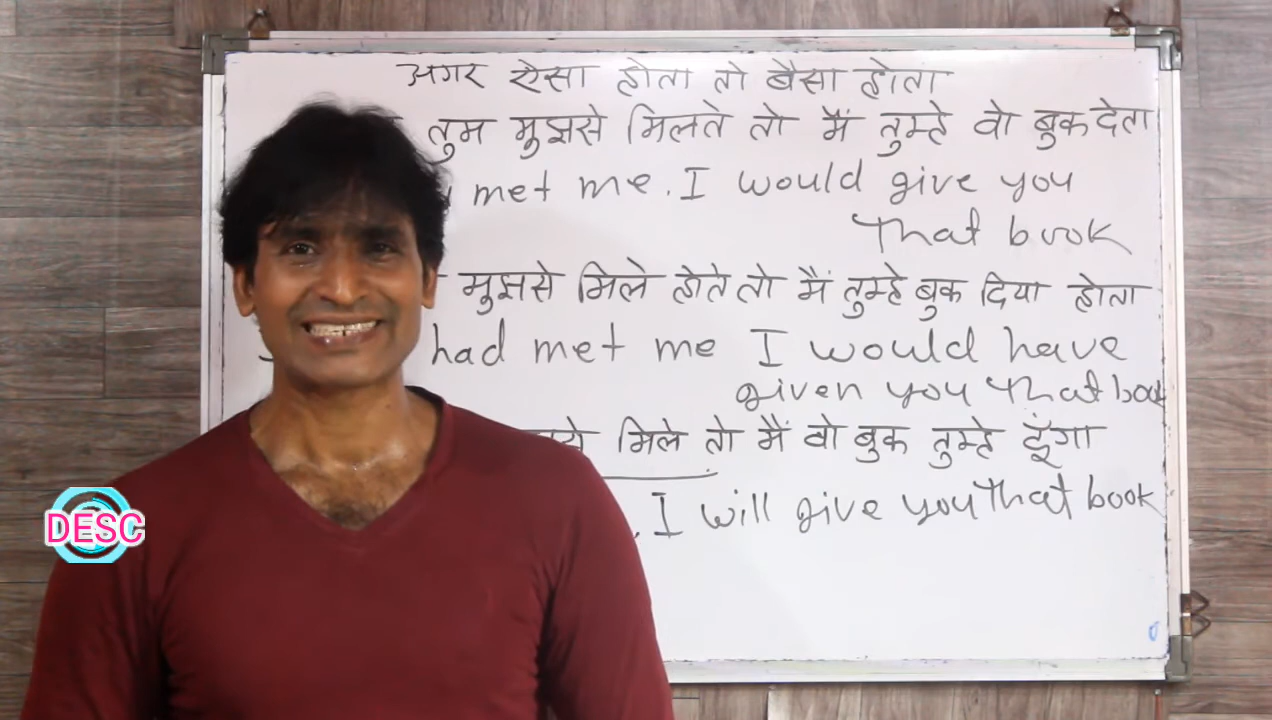 अगर ऐसा होता तो बैसा होता
तुम मुझसे मिलते तो मैं तुम्हे वो बुक देता
met me. I would give you
that book
मुझसे मिले होते तो मैं तुम्हे बुक दिया होता
had met me I would have
given you that book
मिले तो मैं वो बुक तुम्हे दूंगा
. I will give you that book
DESC